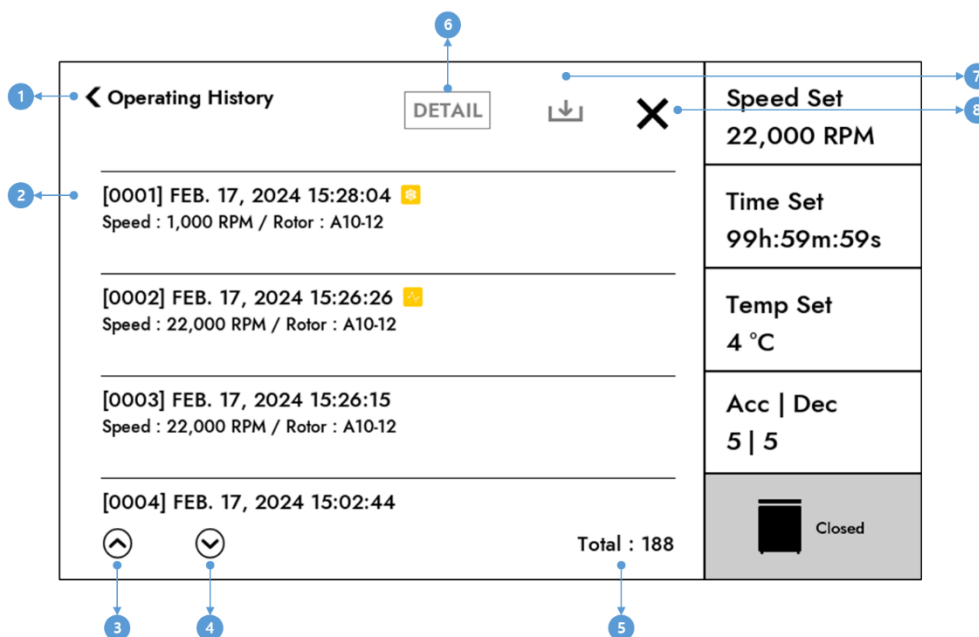 6
7
1
Operating History
DETAIL
8
Speed Set
22,000 RPM
2
[0001] FEB. 17, 2024 15:28:04
Speed : 1,000 RPM / Rotor : A10-12
Time Set
99h:59m:59s
[0002] FEB. 17, 2024 15:26:26
Speed : 22,000 RPM / Rotor : A10-12
Temp Set
4 °C
[0003] FEB. 17, 2024 15:26:15
Speed : 22,000 RPM / Rotor : A10-12
Acc | Dec
5 | 5
[0004] FEB. 17, 2024 15:02:44
Closed
Total : 188
3
4
5